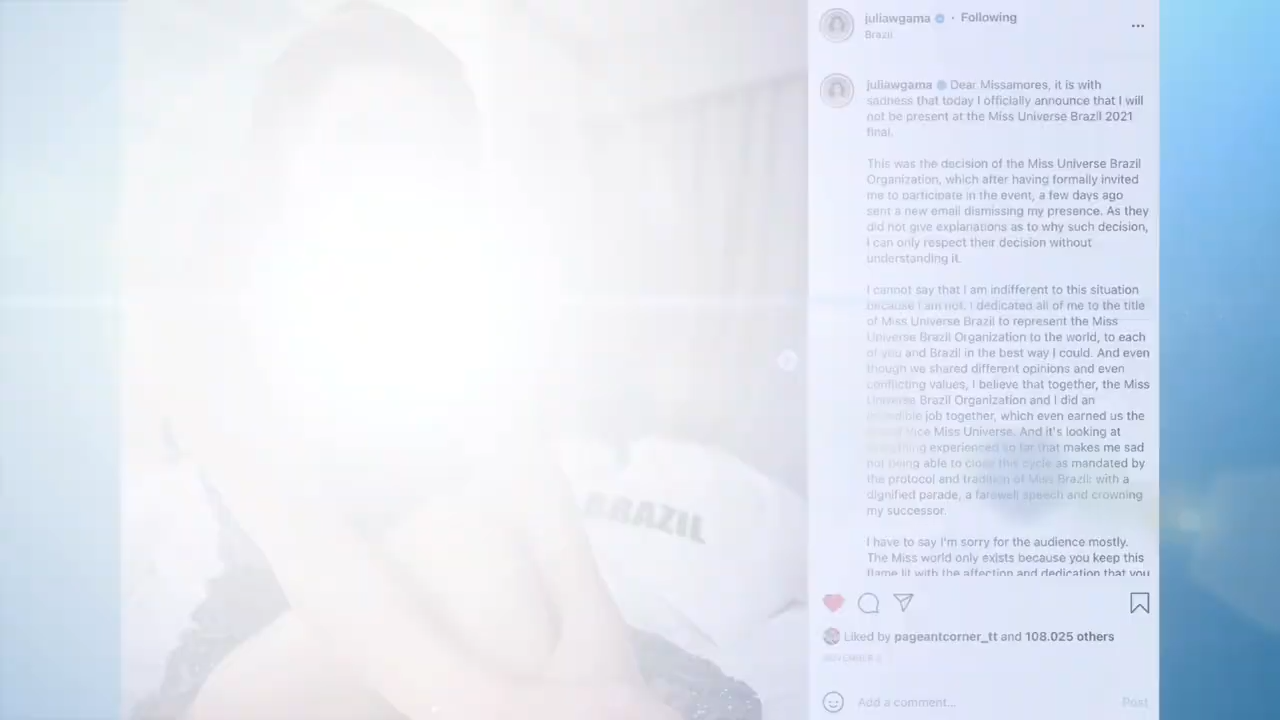 juliawgama · Following
Brazil
juliawgama Dear Missamores, it is with
sadness that today I officially announce that I will
not be present at the Miss Universe Brazil 2021
final.
This was the decision of the Miss Universe Brazil
Organization, which after having formally invited
me to participate in the event, a few days ago
sent a new email dismissing my presence. As they
did not give explanations as to why such decision,
I can only respect their decision without
understanding it.
I cannot say that I am indifferent to this situation
because I am not. I dedicated all of me to the title
of Miss Universe Brazil to represent the Miss
Universe Brazil Organization to the world, to each
of you and Brazil in the best way I could. And even
though we shared different opinions and even
conflicting values, I believe that together, the Miss
Universe Brazil Organization and I did an
incredible job together, which even earned us the
Vice Miss Universe. And it's looking at
experienced so far that makes me sad
not being able to close this cycle as mandated by
the protocol and tradition of Miss Brazil: with a
dignified parade, a farewell speech and crowning
my successor.
I have to say I'm sorry for the audience mostly.
The Miss world only exists because you keep this
flame lit with the affection and dedication that you
BRAZIL
Liked by pageantcorner_tt and 108.025 others
NOVEMBER
Add a comment...
Post